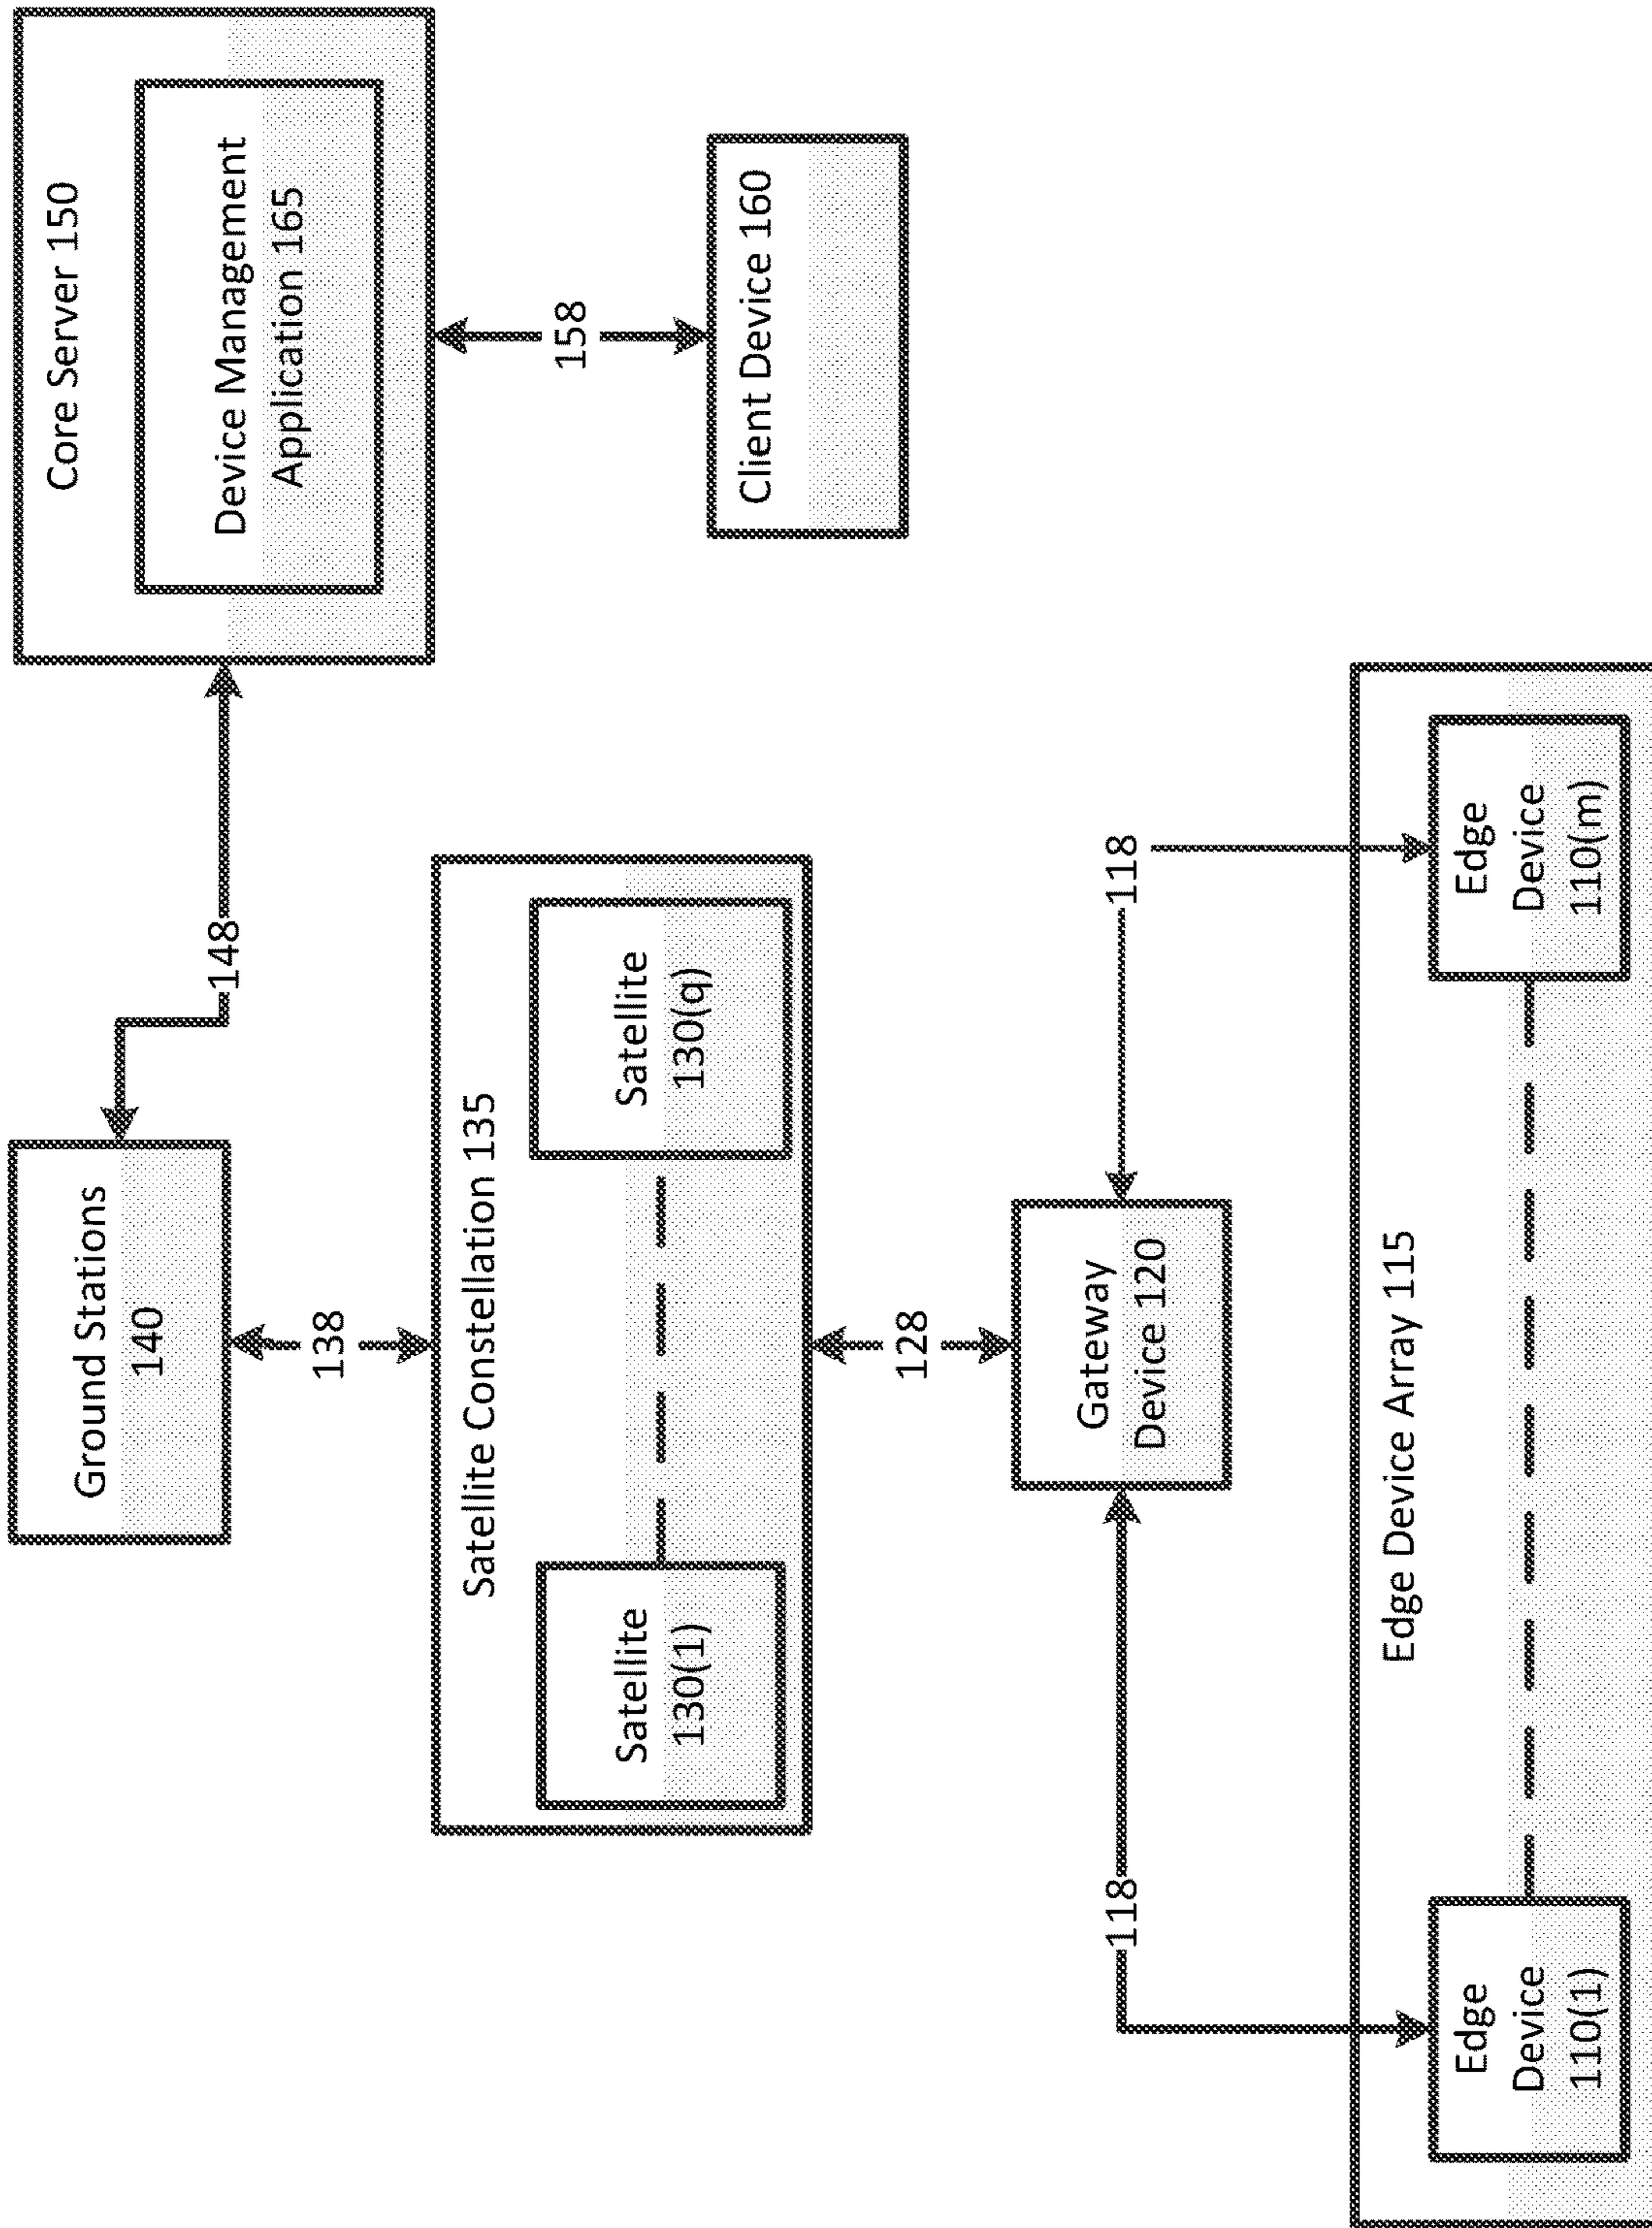 Ground Stations
140
148
Core Server 150
Device Management
Application 165
138
158
Satellite Constellation 135
Satellite
130(1)
Satellite
130(q)
Client Device 160
128
Gateway
Device 120
118
118
Edge Device Array 115
Edge
Device
110(1)
Edge
Device
110(m)